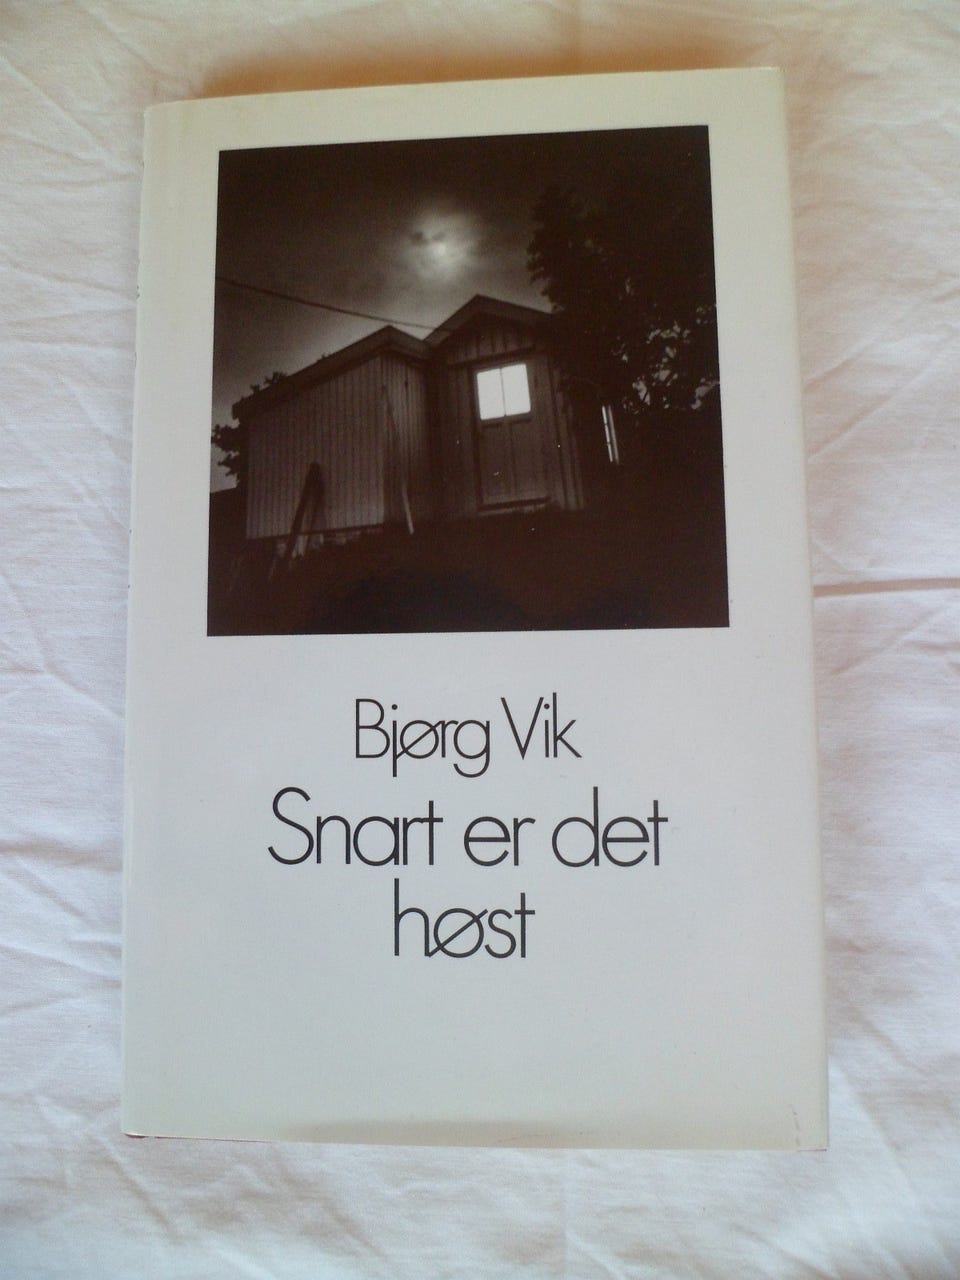 Bjørg Vik
Snart er det
høst